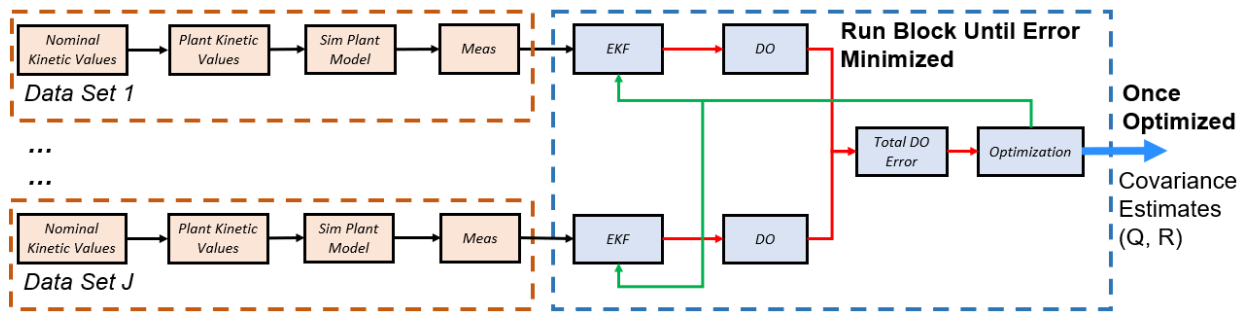 Nominal
Kinetic Values
Plant Kinetic
Values
Sim Plant
Model
Meas
Data Set 1
EKF
DO
Run Block Until Error
Minimized
...
...
Total DO
Error
Optimization
Once
Optimized
Covariance
Estimates
(Q, R)
Nominal
Kinetic Values
Plant Kinetic
Values
Sim Plant
Model
Meas
Data Set J
EKF
DO